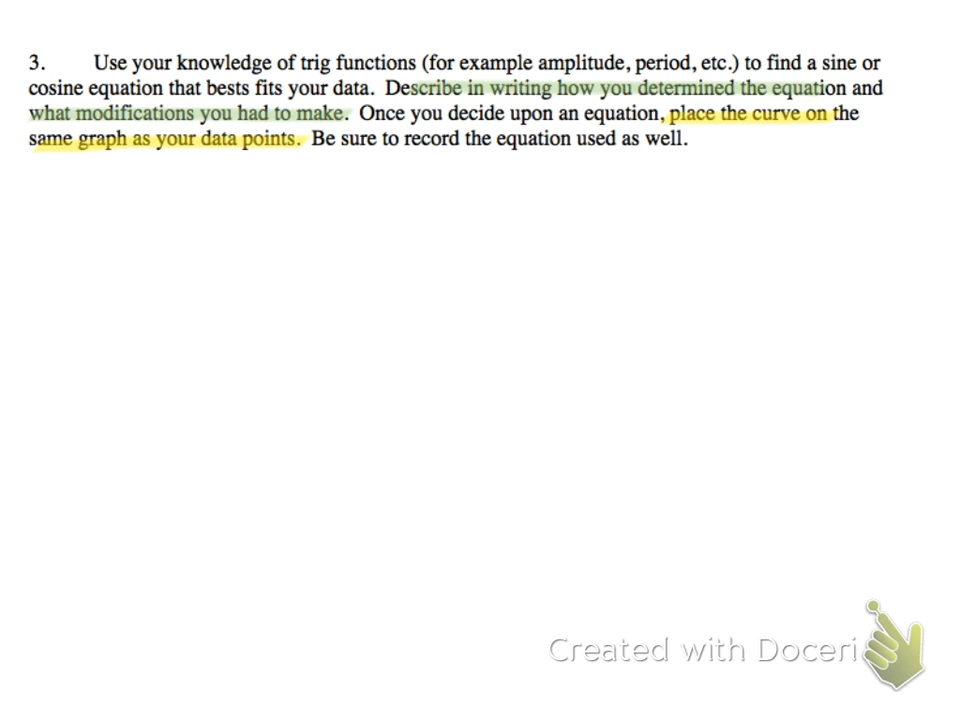 3. Use your knowledge of trig functions (for example amplitude, period, etc.) to find a sine or
cosine equation that bests fits your data. Describe in writing how you determined the equation and
what modifications you had to make. Once you decide upon an equation, place the curve on the
same graph as your data points. Be sure to record the equation used as well.
Created with Doceri